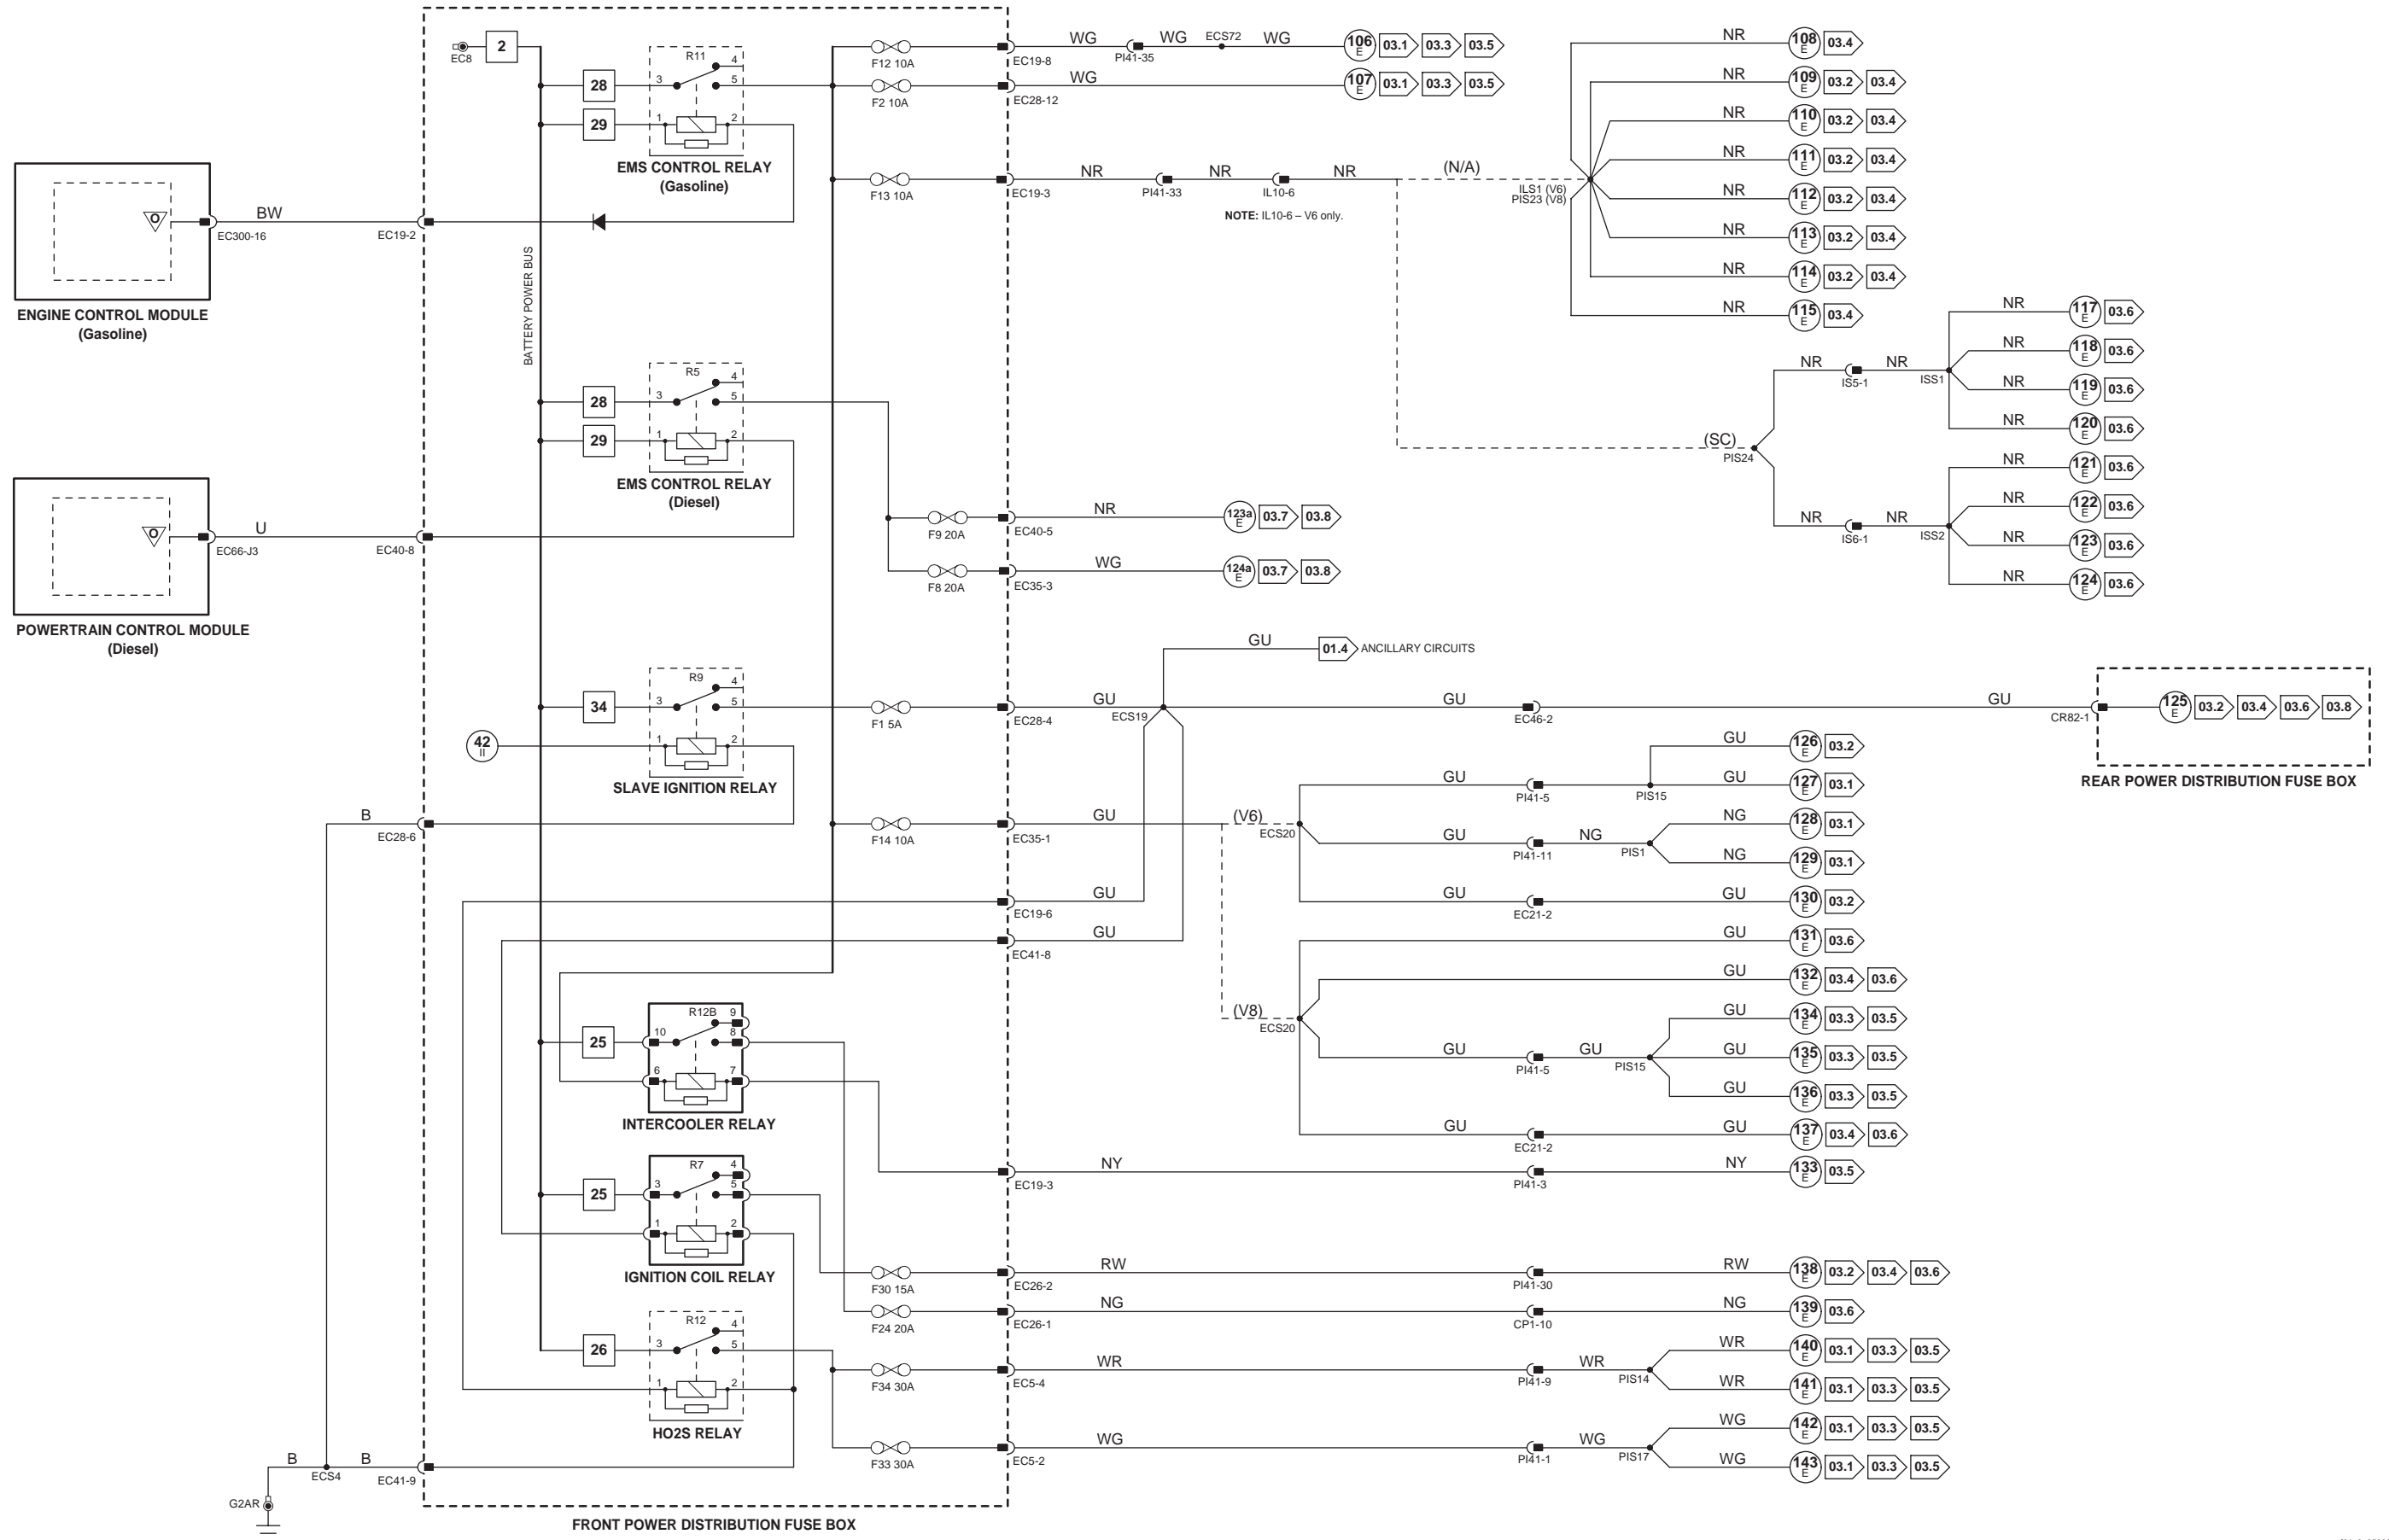 EC8
2
28
29
R11
3
4
5
1
2
EMS CONTROL RELAY
(Gasoline)
F12 10A
EC19-8
WG
PI41-35
WG
ECS72
WG
106
E
03.1
03.3
03.5
F2 10A
EC28-12
WG
107
E
03.1
03.3
03.5
F13 10A
EC19-3
NR
PI41-33
NR
IL10-6
NR
(N/A)
NOTE: IL10-6 – V6 only.
ILS1 (V6)
PIS23 (V8)
NR
108
E
03.4
NR
109
E
03.2
03.4
NR
110
E
03.2
03.4
NR
111
E
03.2
03.4
NR
112
E
03.2
03.4
NR
113
E
03.2
03.4
NR
114
E
03.2
03.4
NR
115
E
03.4
O
BW
EC300-16
EC19-2
ENGINE CONTROL MODULE
(Gasoline)
BATTERY POWER BUS
(SC)
PIS24
NR
IS5-1
NR
ISS1
NR
117
E
03.6
NR
118
E
03.6
NR
119
E
03.6
NR
120
E
03.6
NR
IS6-1
NR
ISS2
NR
121
E
03.6
NR
122
E
03.6
NR
123
E
03.6
NR
124
E
03.6
28
29
R5
3
4
5
1
2
EMS CONTROL RELAY
(Diesel)
O
U
EC66-J3
EC40-8
POWERTRAIN CONTROL MODULE
(Diesel)
F9 20A
EC40-5
NR
123a
E
03.7
03.8
F8 20A
EC35-3
WG
124a
E
03.7
03.8
GU
01.4
ANCILLARY CIRCUITS
34
42
II
R9
3
4
5
1
2
SLAVE IGNITION RELAY
F1 5A
EC28-4
GU
ECS19
GU
EC46-2
GU
CR82-1
125
E
03.2
03.4
03.6
03.8
REAR POWER DISTRIBUTION FUSE BOX
B
EC28-6
F14 10A
EC35-1
GU
(V6)
ECS20
GU
PI41-5
PIS15
GU
126
E
03.2
GU
127
E
03.1
GU
PI41-11
NG
PIS1
NG
128
E
03.1
NG
129
E
03.1
GU
EC21-2
GU
130
E
03.2
EC19-6
GU
EC41-8
GU
(V8)
ECS20
GU
131
E
03.6
GU
132
E
03.4
03.6
GU
PI41-5
GU
PIS15
GU
134
E
03.3
03.5
GU
135
E
03.3
03.5
GU
136
E
03.3
03.5
GU
EC21-2
GU
137
E
03.4
03.6
25
R12B
9
10
8
6
7
INTERCOOLER RELAY
EC19-3
NY
PI41-3
NY
133
E
03.5
25
R7
4
3
5
1
2
IGNITION COIL RELAY
F30 15A
EC26-2
RW
PI41-30
RW
138
E
03.2
03.4
03.6
F24 20A
EC26-1
NG
CP1-10
NG
139
E
03.6
26
R12
4
3
5
1
2
HO2S RELAY
F34 30A
EC5-4
WR
PI41-9
WR
PIS14
WR
140
E
03.1
03.3
03.5
WR
141
E
03.1
03.3
03.5
F33 30A
EC5-2
WG
PI41-1
WG
PIS17
WG
142
E
03.1
03.3
03.5
WG
143
E
03.1
03.3
03.5
B
ECS4
B
EC41-9
G2AR
FRONT POWER DISTRIBUTION FUSE BOX